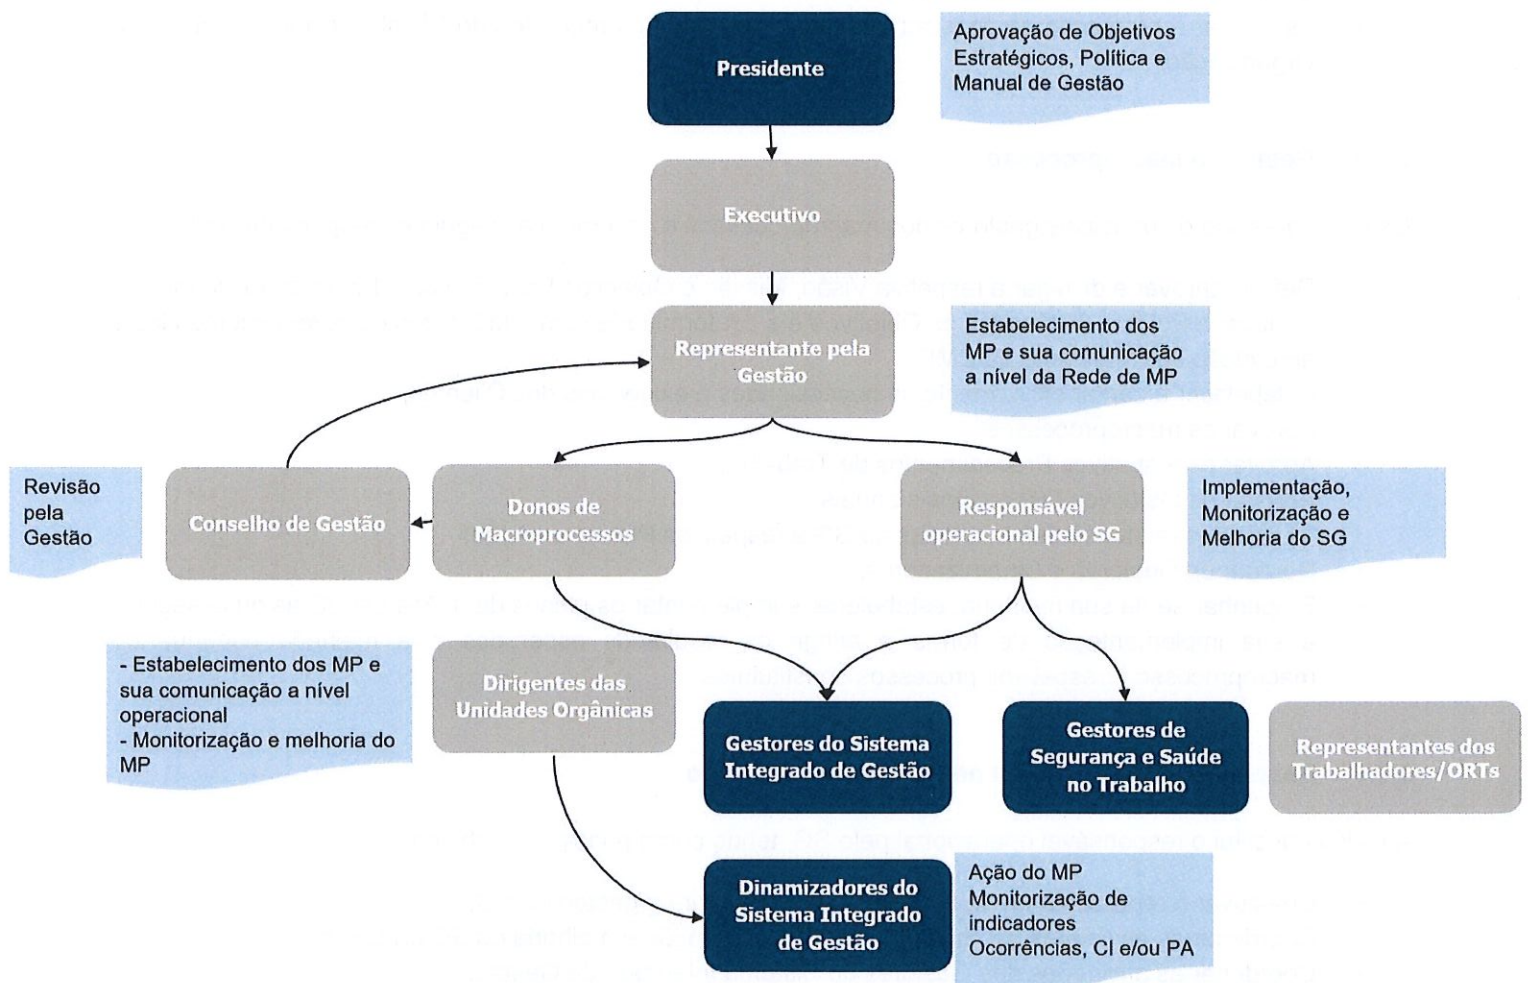 Presidente
Aprovação de Objetivos
Estratégicos, Política e
Manual de Gestão
Executivo
Representante pela
Gestão
Estabelecimento dos
MP e sua comunicação
a nível da Rede de MP
Revisão
pela
Gestão
Conselho de Gestão
Donos de
Macroprocessos
Responsável
operacional pelo SG
Implementação,
Monitorização e
Melhoria do SG
- Estabelecimento dos MP e
sua comunicação a nível
operacional
- Monitorização e melhoria do
MP
Dirigentes das
Unidades Orgânicas
Gestores do Sistema
Integrado de Gestão
Gestores de
Segurança e Saúde
no Trabalho
Representantes dos
Trabalhadores/ORTs
Dinamizadores do
Sistema Integrado
de Gestão
Ação do MP
Monitorização de
indicadores
Ocorrências, CI e/ou PA